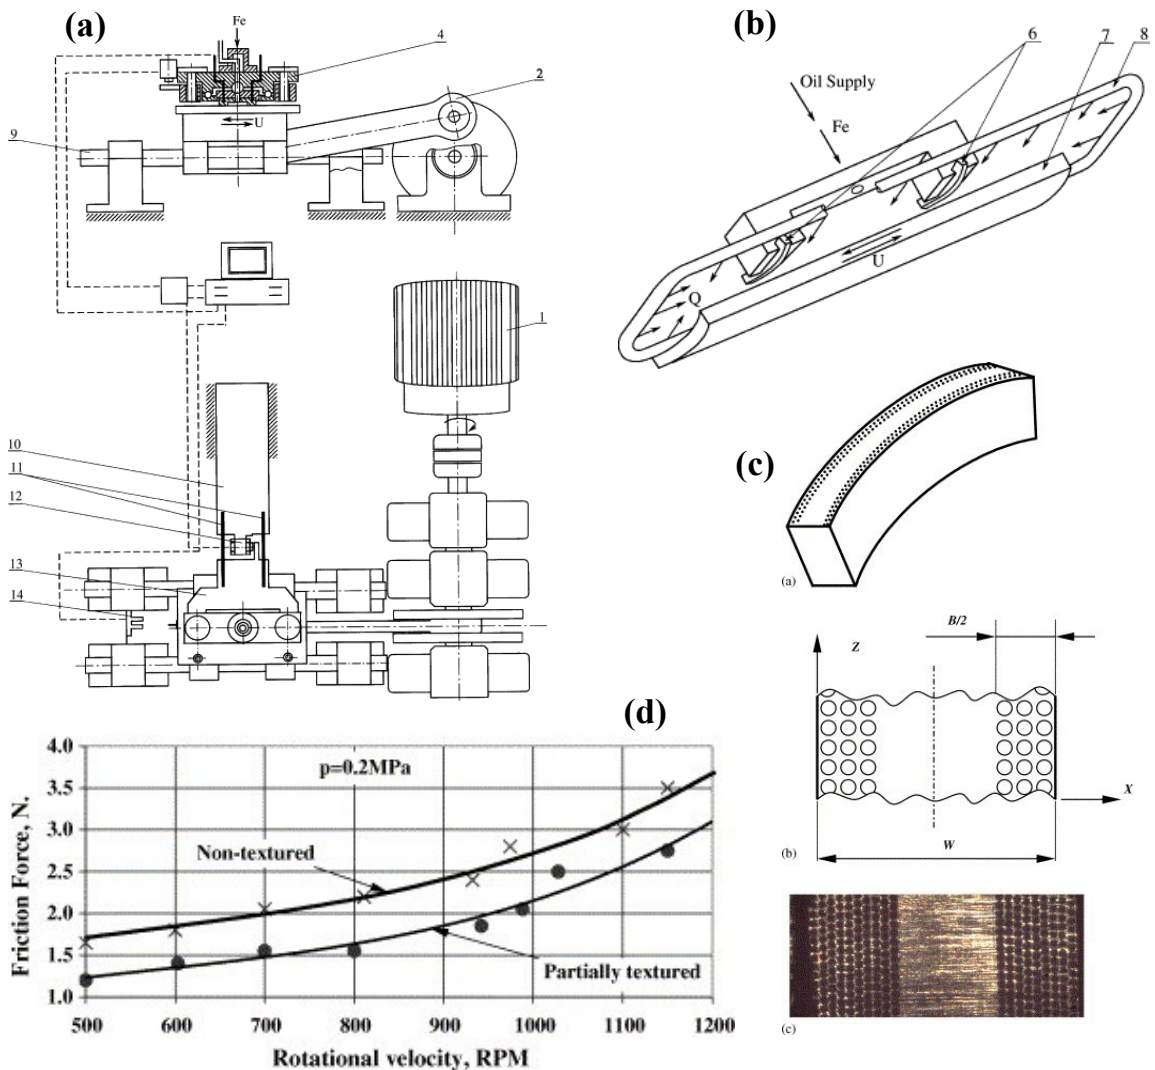 (a)
Fe
4
2
U
9
1
10
11
12
13
14
(b)
6
7
8
Oil Supply
Fe
U
Q
(c)
(a)
B/2
Z
X
(b)
W
(c)
(d)
4.0
3.5
3.0
2.5
2.0
1.5
1.0
Friction Force, N.
p=0.2MPa
Non-textured
Partially textured
500 600 700 800 900 1000 1100 1200
Rotational velocity, RPM